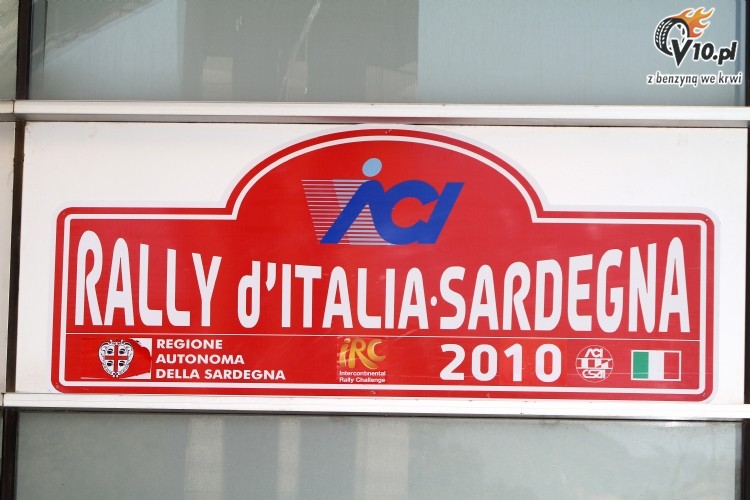 V10.pl
z benzyną we krwi
ACI
RALLY d'ITALIA·SARDEGNA
REGIONE
AUTONOMA
DELLA SARDEGNA
iRC
Intercontinental
Rally Challenge
2010
ACI
CSAI